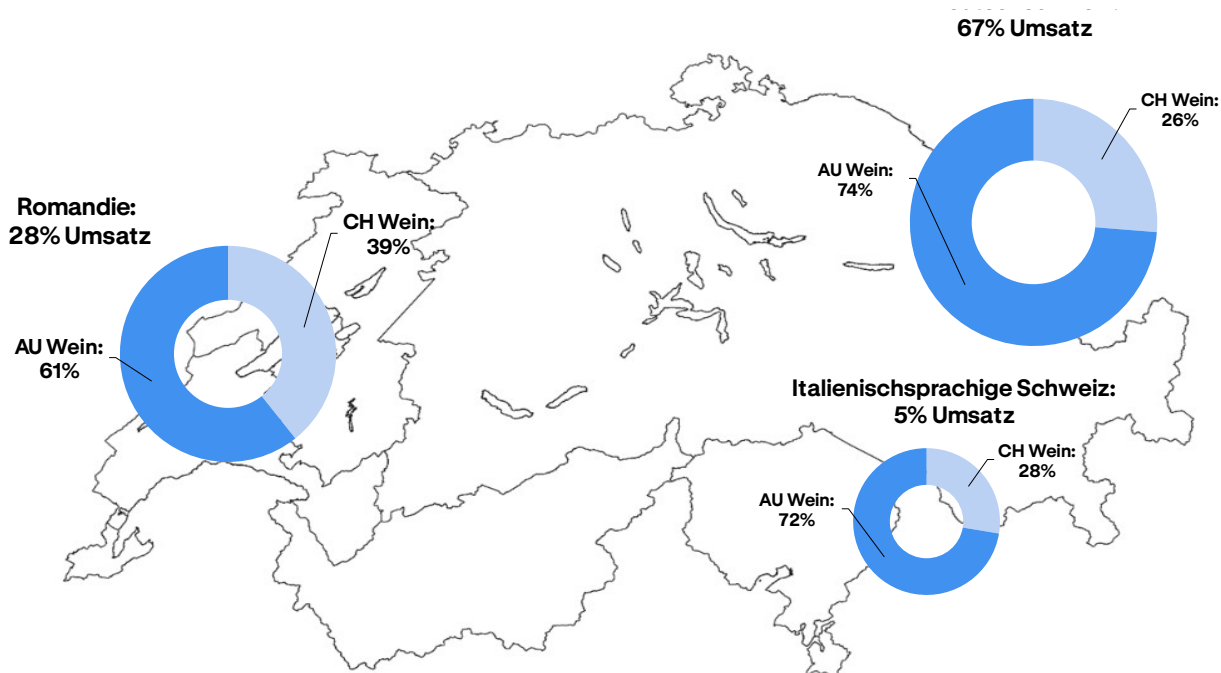 67% Umsatz
CH Wein:
26%
AU Wein:
74%
Romandie:
28% Umsatz
CH Wein:
39%
AU Wein:
61%
Italienischsprachige Schweiz:
5% Umsatz
CH Wein:
28%
AU Wein:
72%